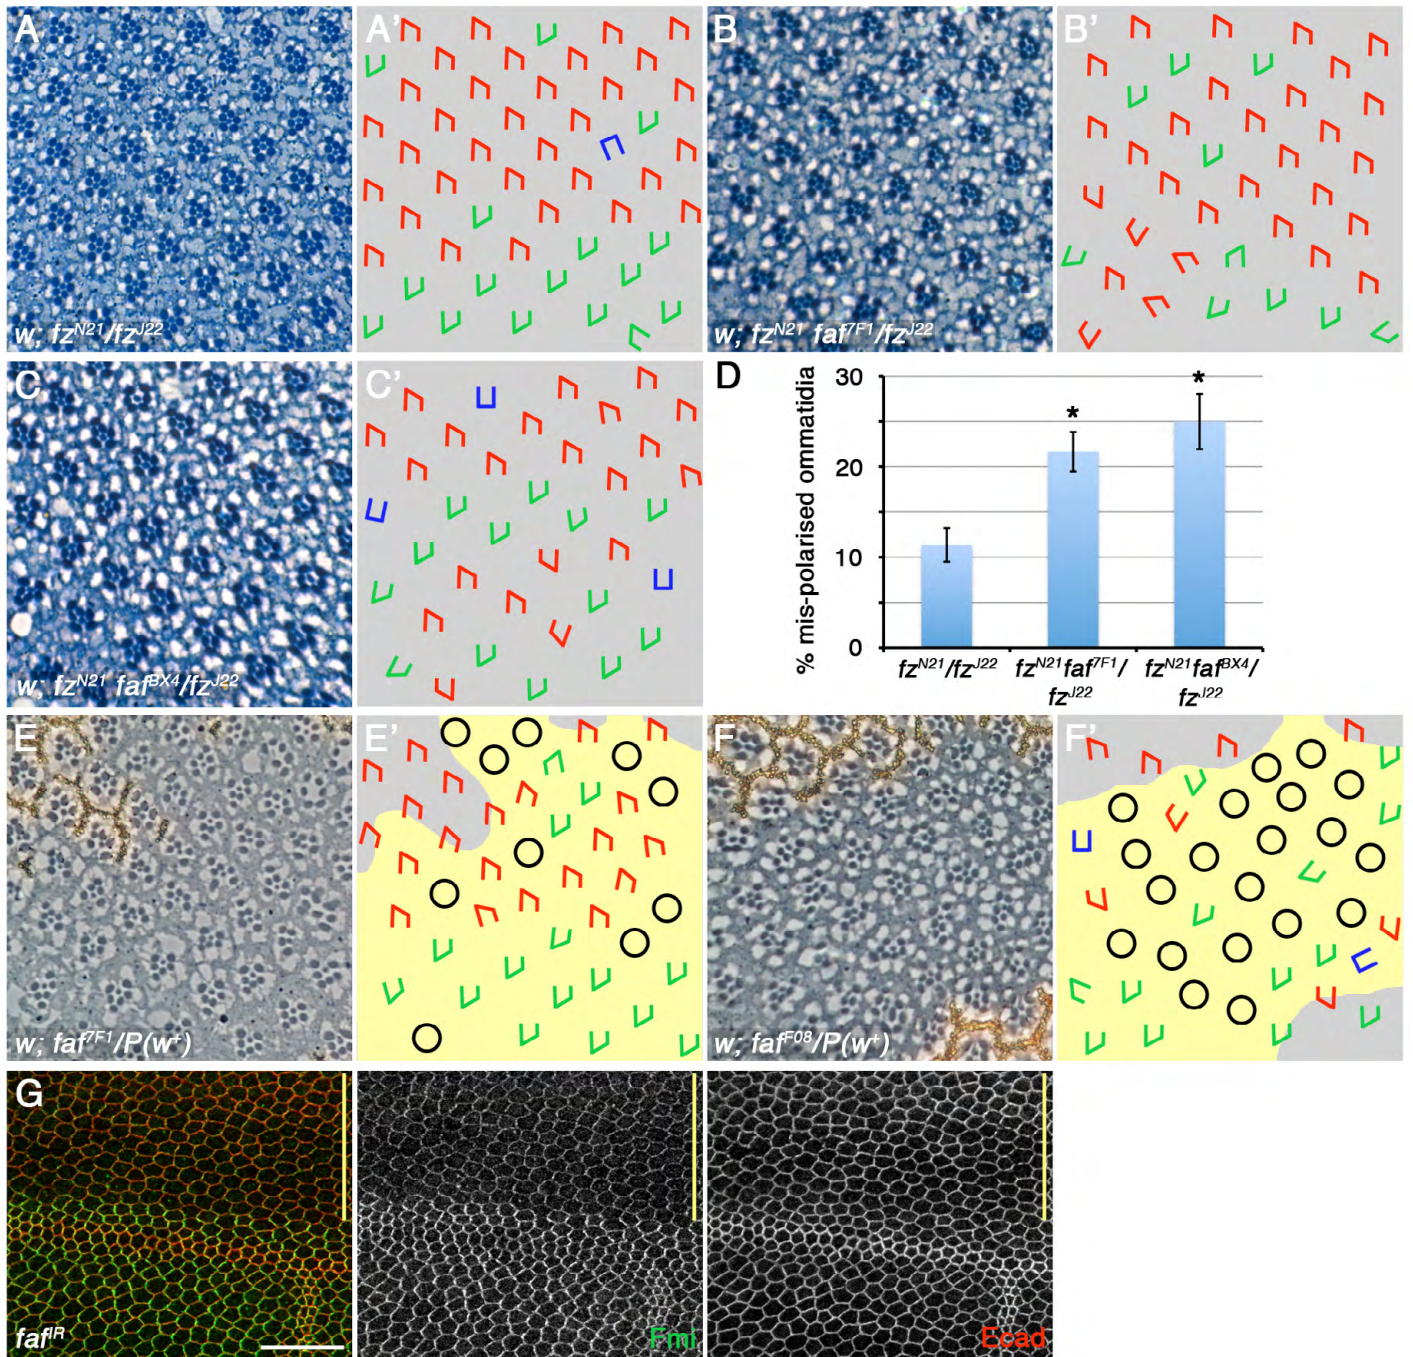 A
A'
B
B'
w; fzN21/fzJ22
w; fzN21 faf7F1/fzJ22
C
C'
D
30
20
10
0
% mis-polarised ommatidia
*
*
fzN21/fzJ22
fzN21faf7F1/
fzJ22
fzN21fafBX4/
fzJ22
w; fzN21 fafBX4/fzJ22
E
E'
F
F'
w; faf7F1/P(w+)
w; fafF08/P(w+)
G
fafIR
Fmi
Ecad